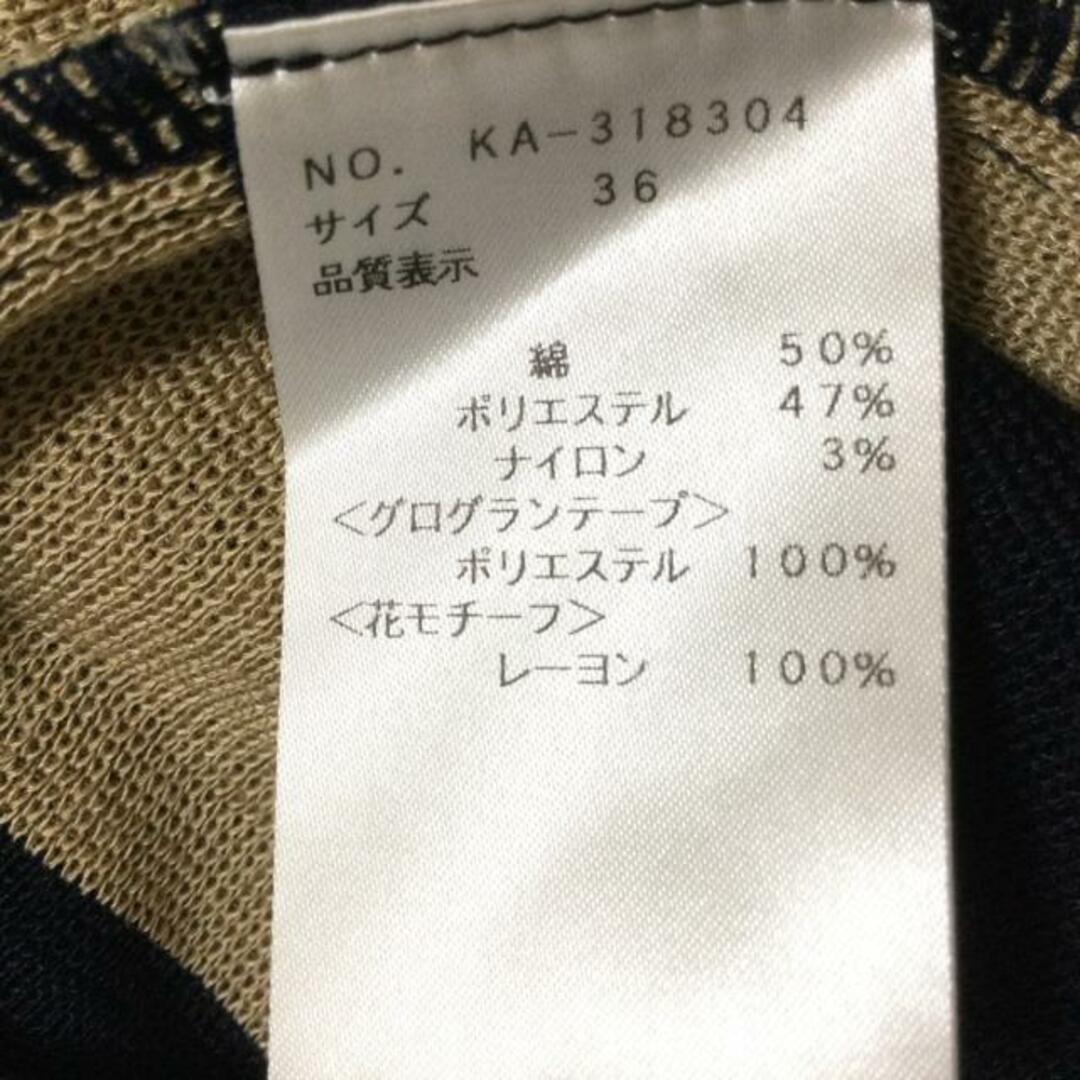 NO. KA-318304
サイズ 36
品質表示
綿 50%
ポリエステル 47%
ナイロン 3%
<グログランテープ>
ポリエステル 100%
<花モチーフ>
レーヨン 100%